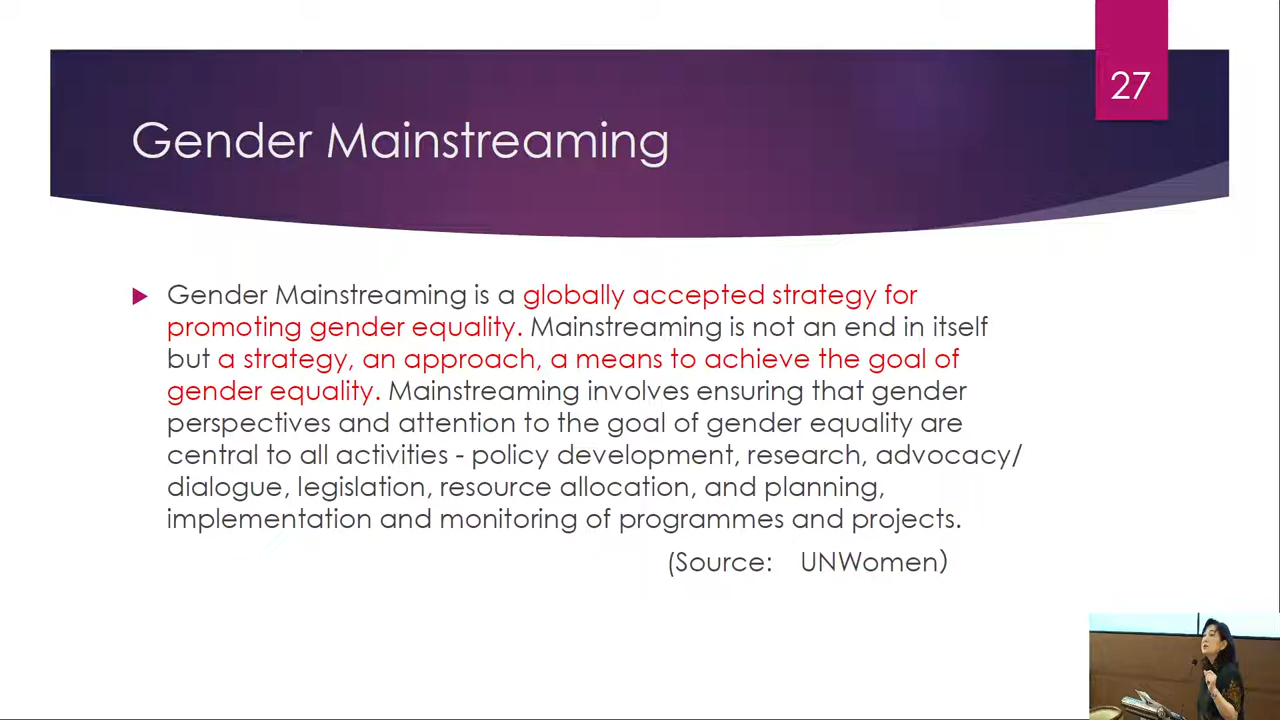 27
Gender Mainstreaming
Gender Mainstreaming is a globally accepted strategy for
promoting gender equality. Mainstreaming is not an end in itself
but a strategy, an approach, a means to achieve the goal of
gender equality. Mainstreaming involves ensuring that gender
perspectives and attention to the goal of gender equality are
central to all activities - policy development, research, advocacy/
dialogue, legislation, resource allocation, and planning,
implementation and monitoring of programmes and projects.
(Source: UNWomen)